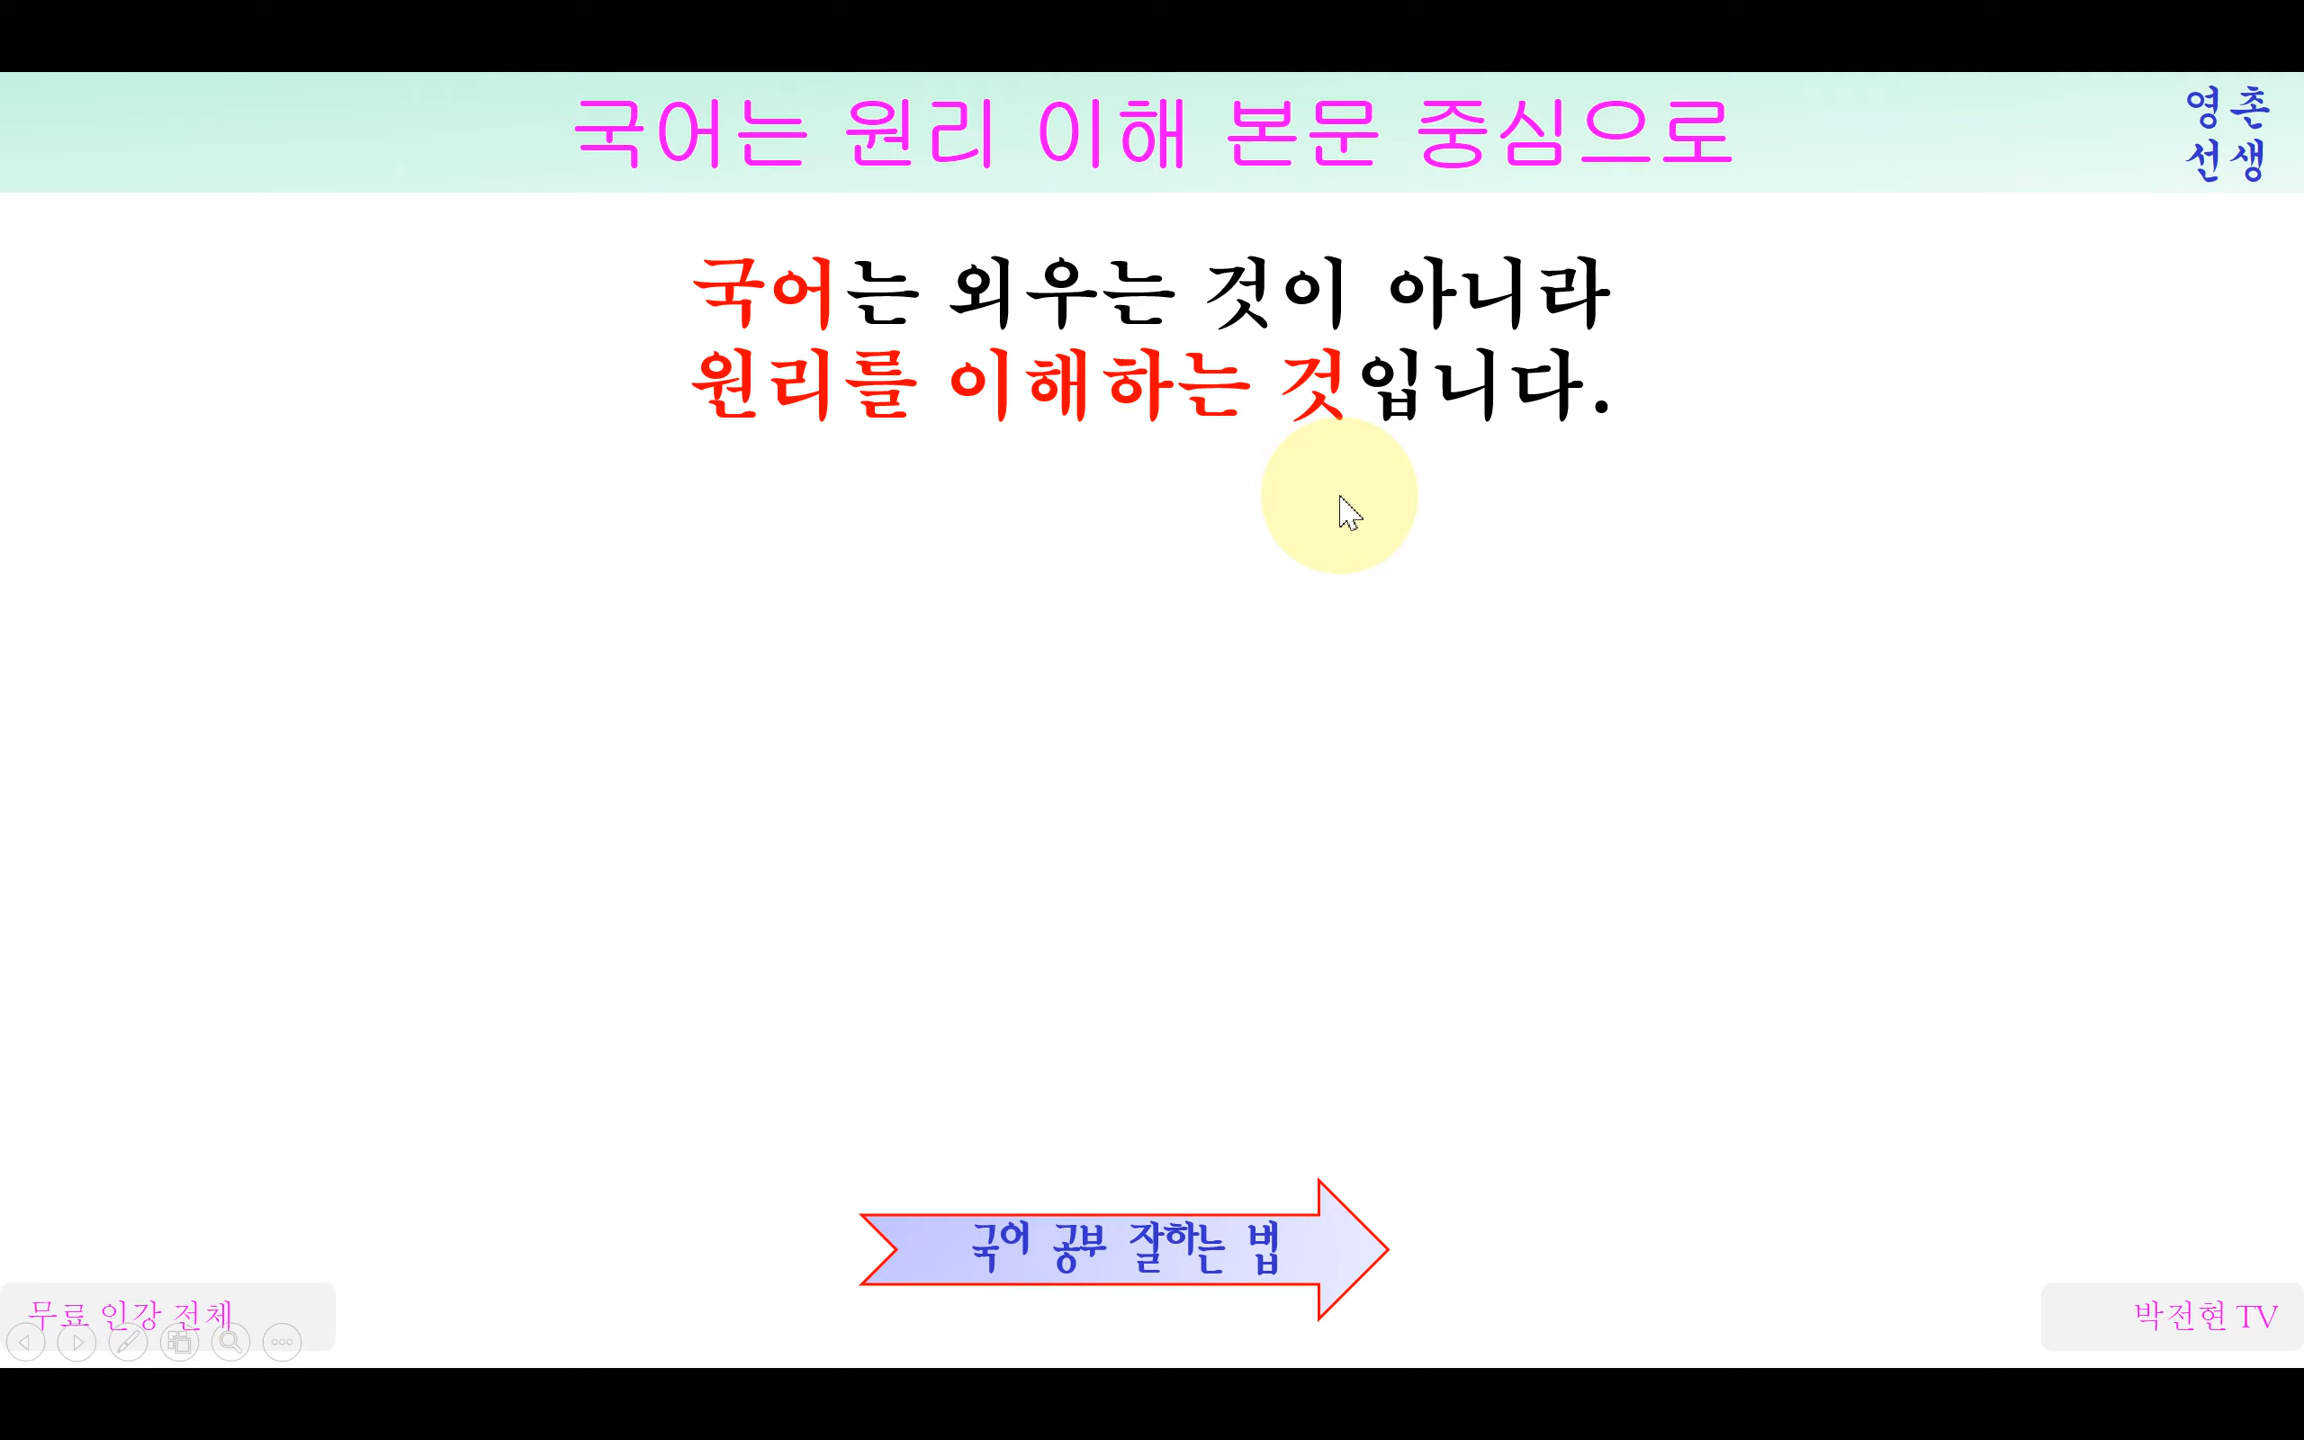 국어는 원리 이해 본문 중심으로
영촌
선생
국어는 외우는 것이 아니라
원리를 이해하는 것입니다.
국어 공부 잘하는 법
무료 인강 전체
박전현 TV